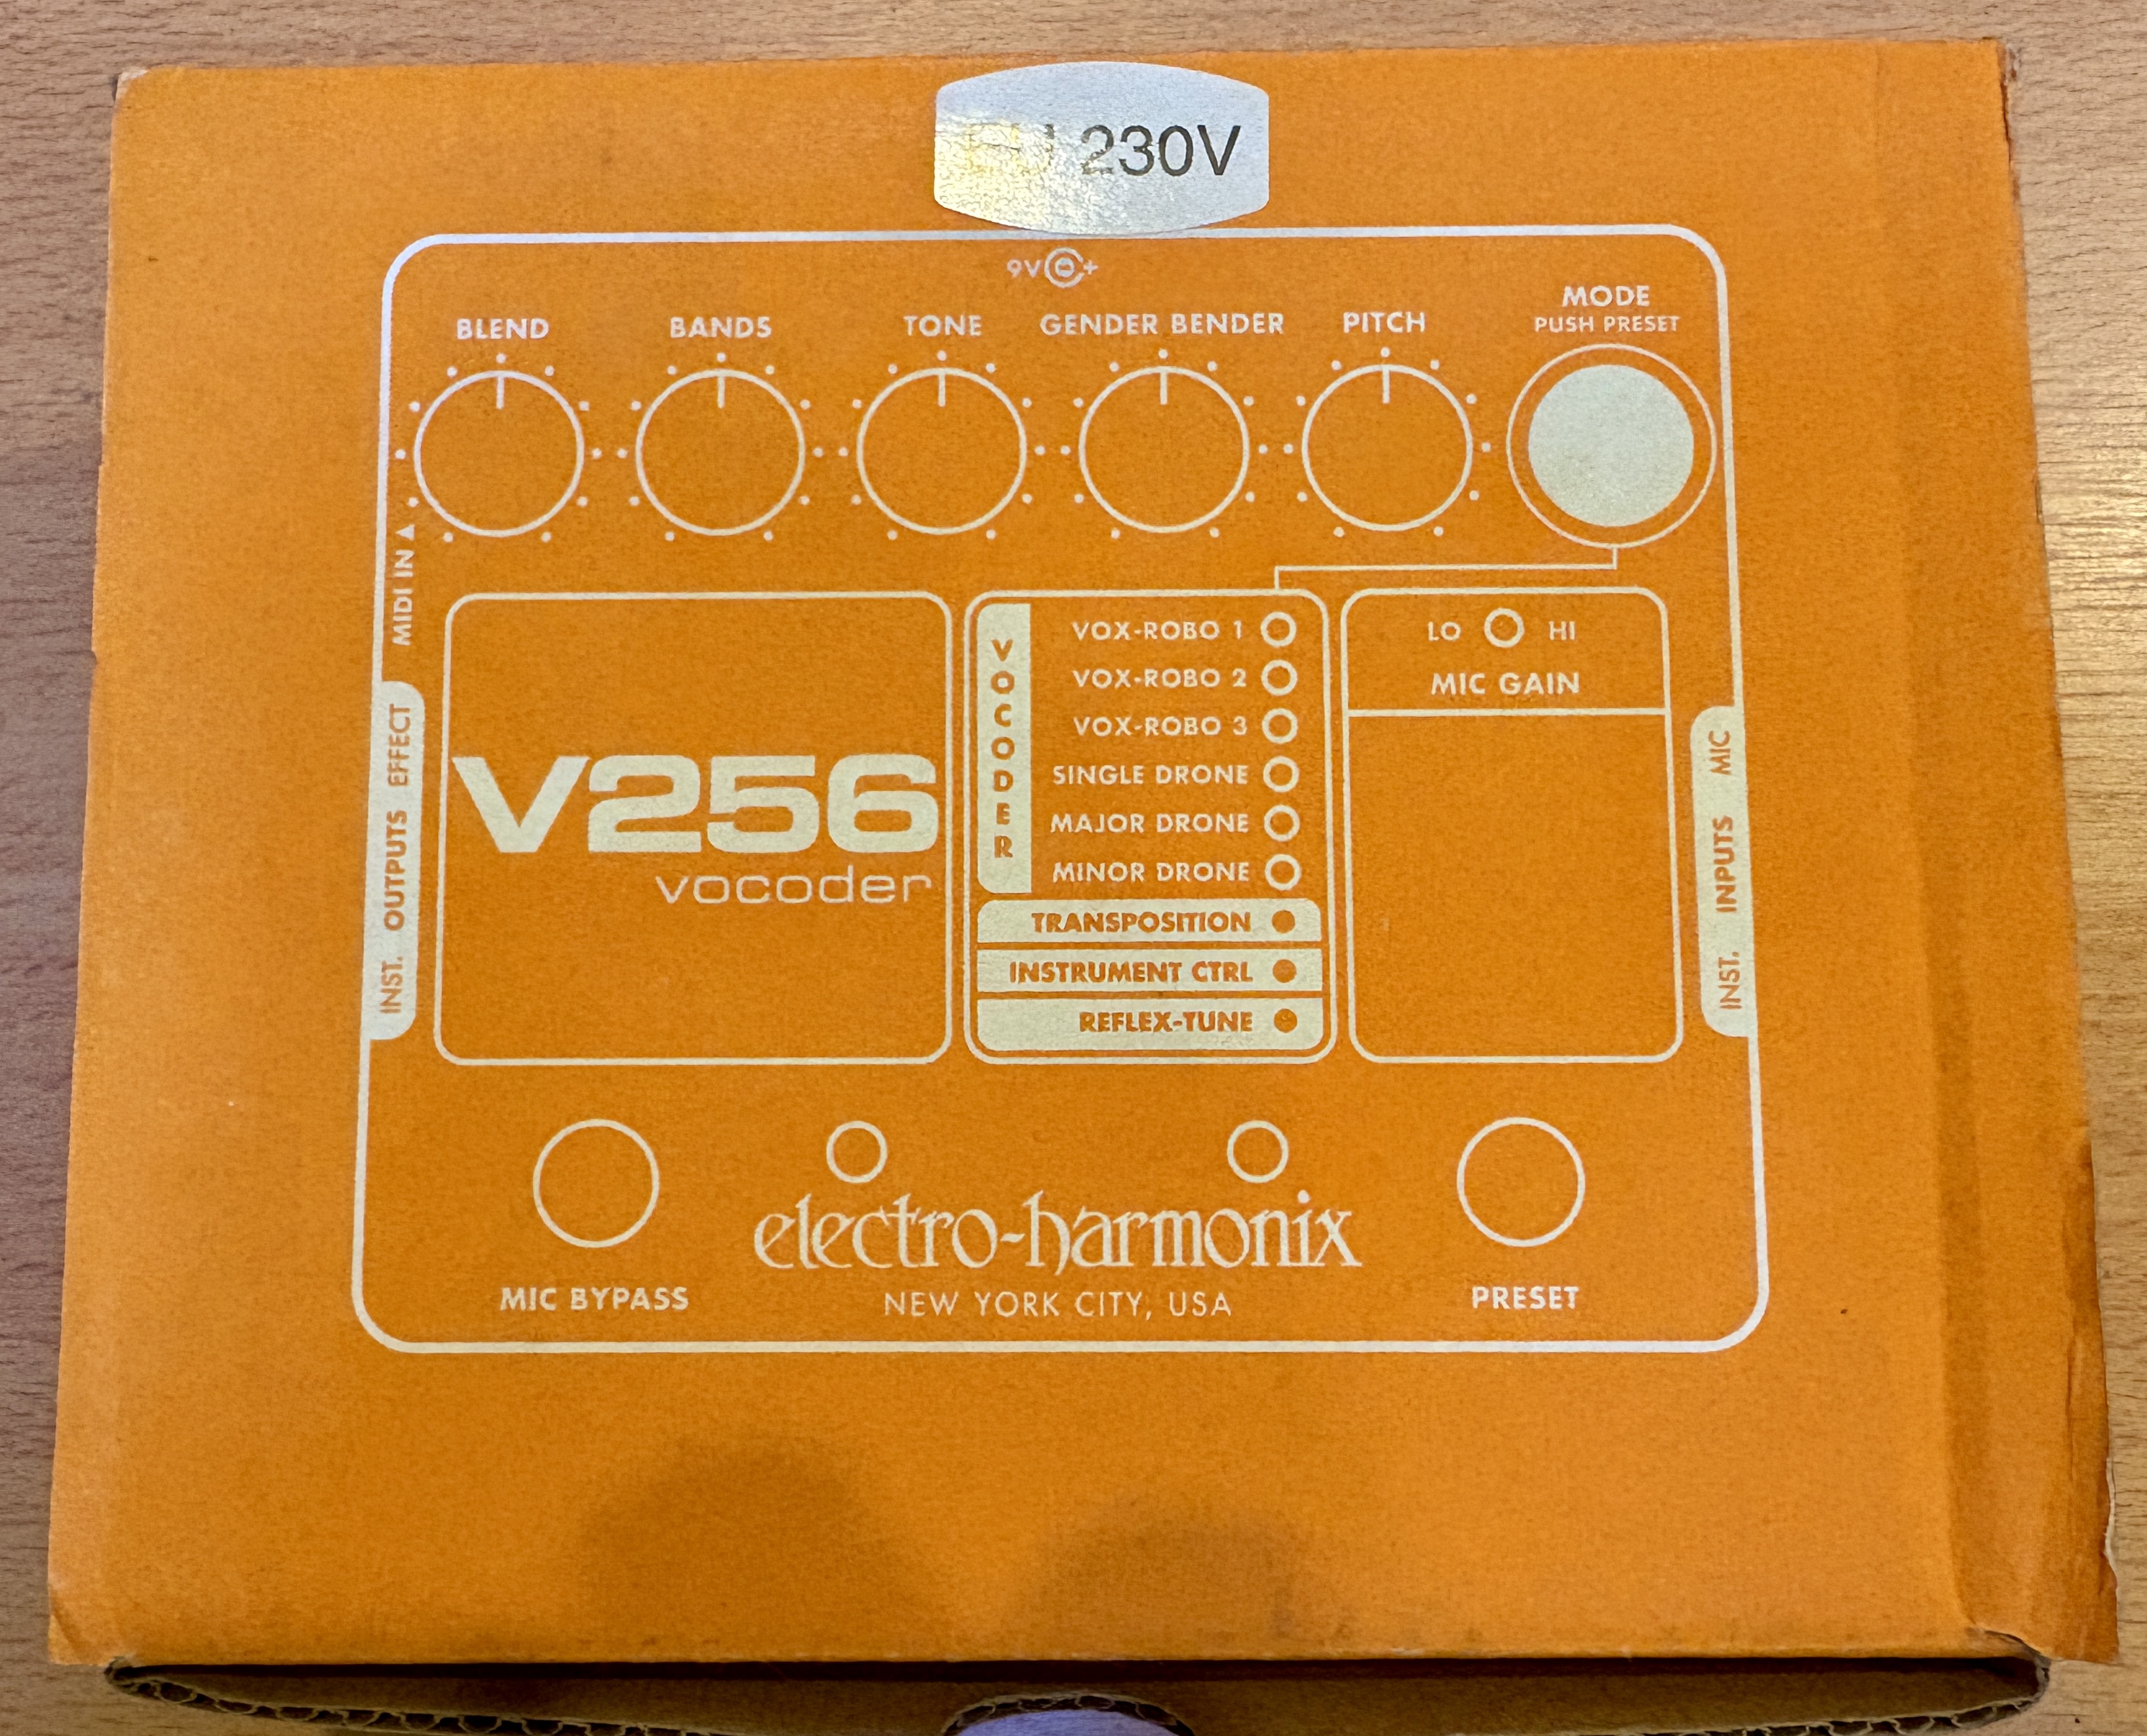 EU 230V
9V +
BLEND BANDS TONE GENDER BENDER PITCH MODE
PUSH PRESET
MIDI IN
INST. OUTPUTS EFFECT
V256
vocoder
VOCODER
VOX-ROBO 1
VOX-ROBO 2
VOX-ROBO 3
SINGLE DRONE
MAJOR DRONE
MINOR DRONE
TRANSPOSITION
INSTRUMENT CTRL
REFLEX-TUNE
LO HI
MIC GAIN
INST. INPUTS MIC
electro-harmonix
MIC BYPASS NEW YORK CITY, USA PRESET